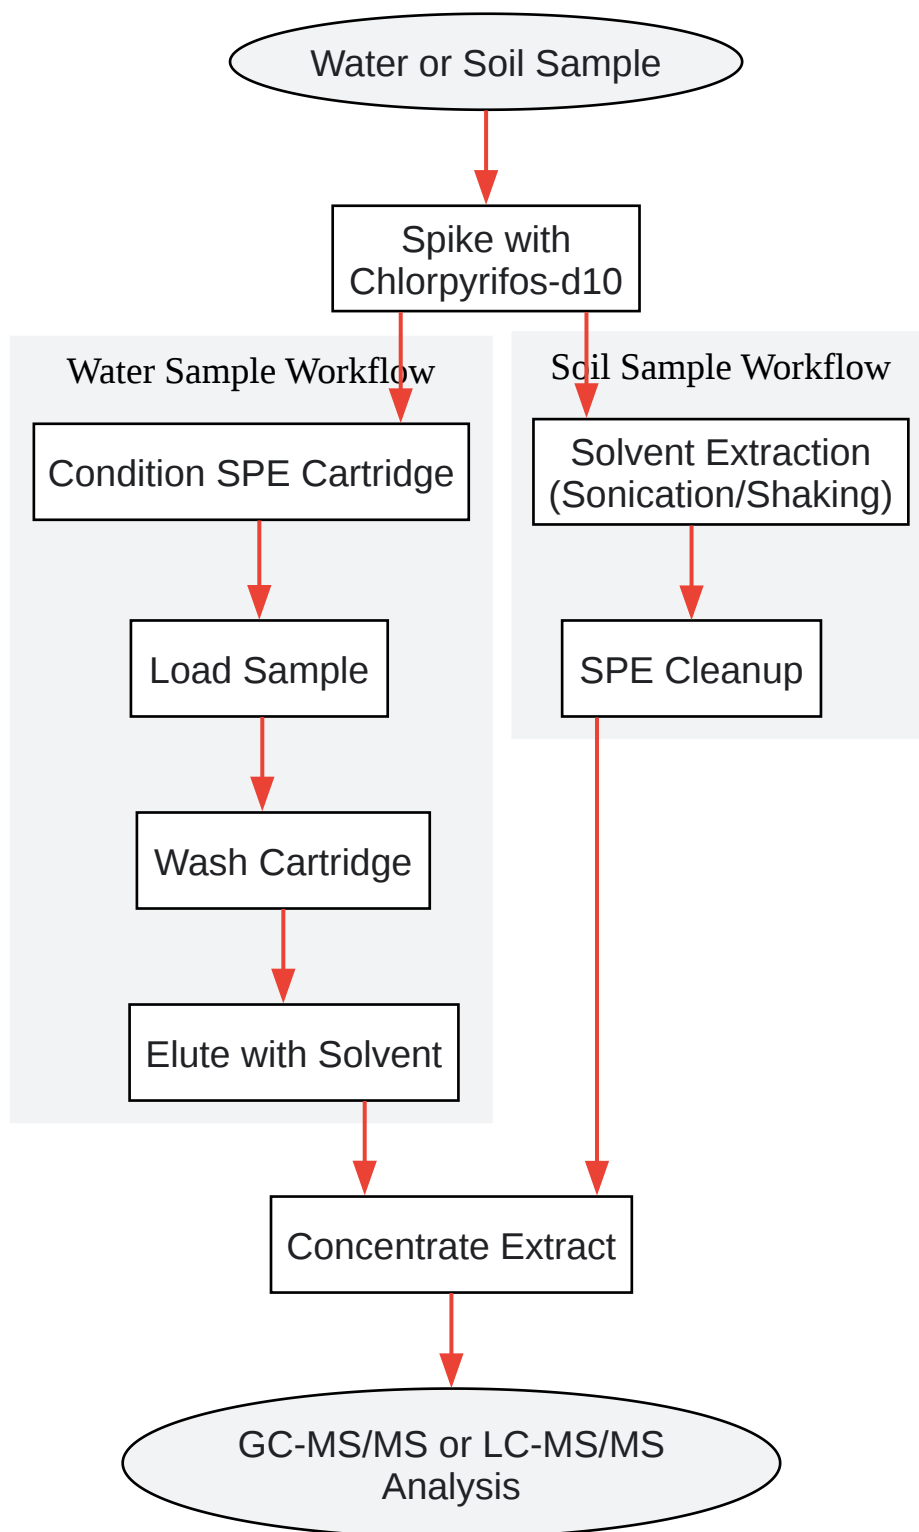 Water or Soil Sample
Spike with
Chlorpyrifos-d10
Water Sample Workflow
Condition SPE Cartridge
Load Sample
Wash Cartridge
Elute with Solvent
Soil Sample Workflow
Solvent Extraction
(Sonication/Shaking)
SPE Cleanup
Concentrate Extract
GC-MS/MS or LC-MS/MS
Analysis